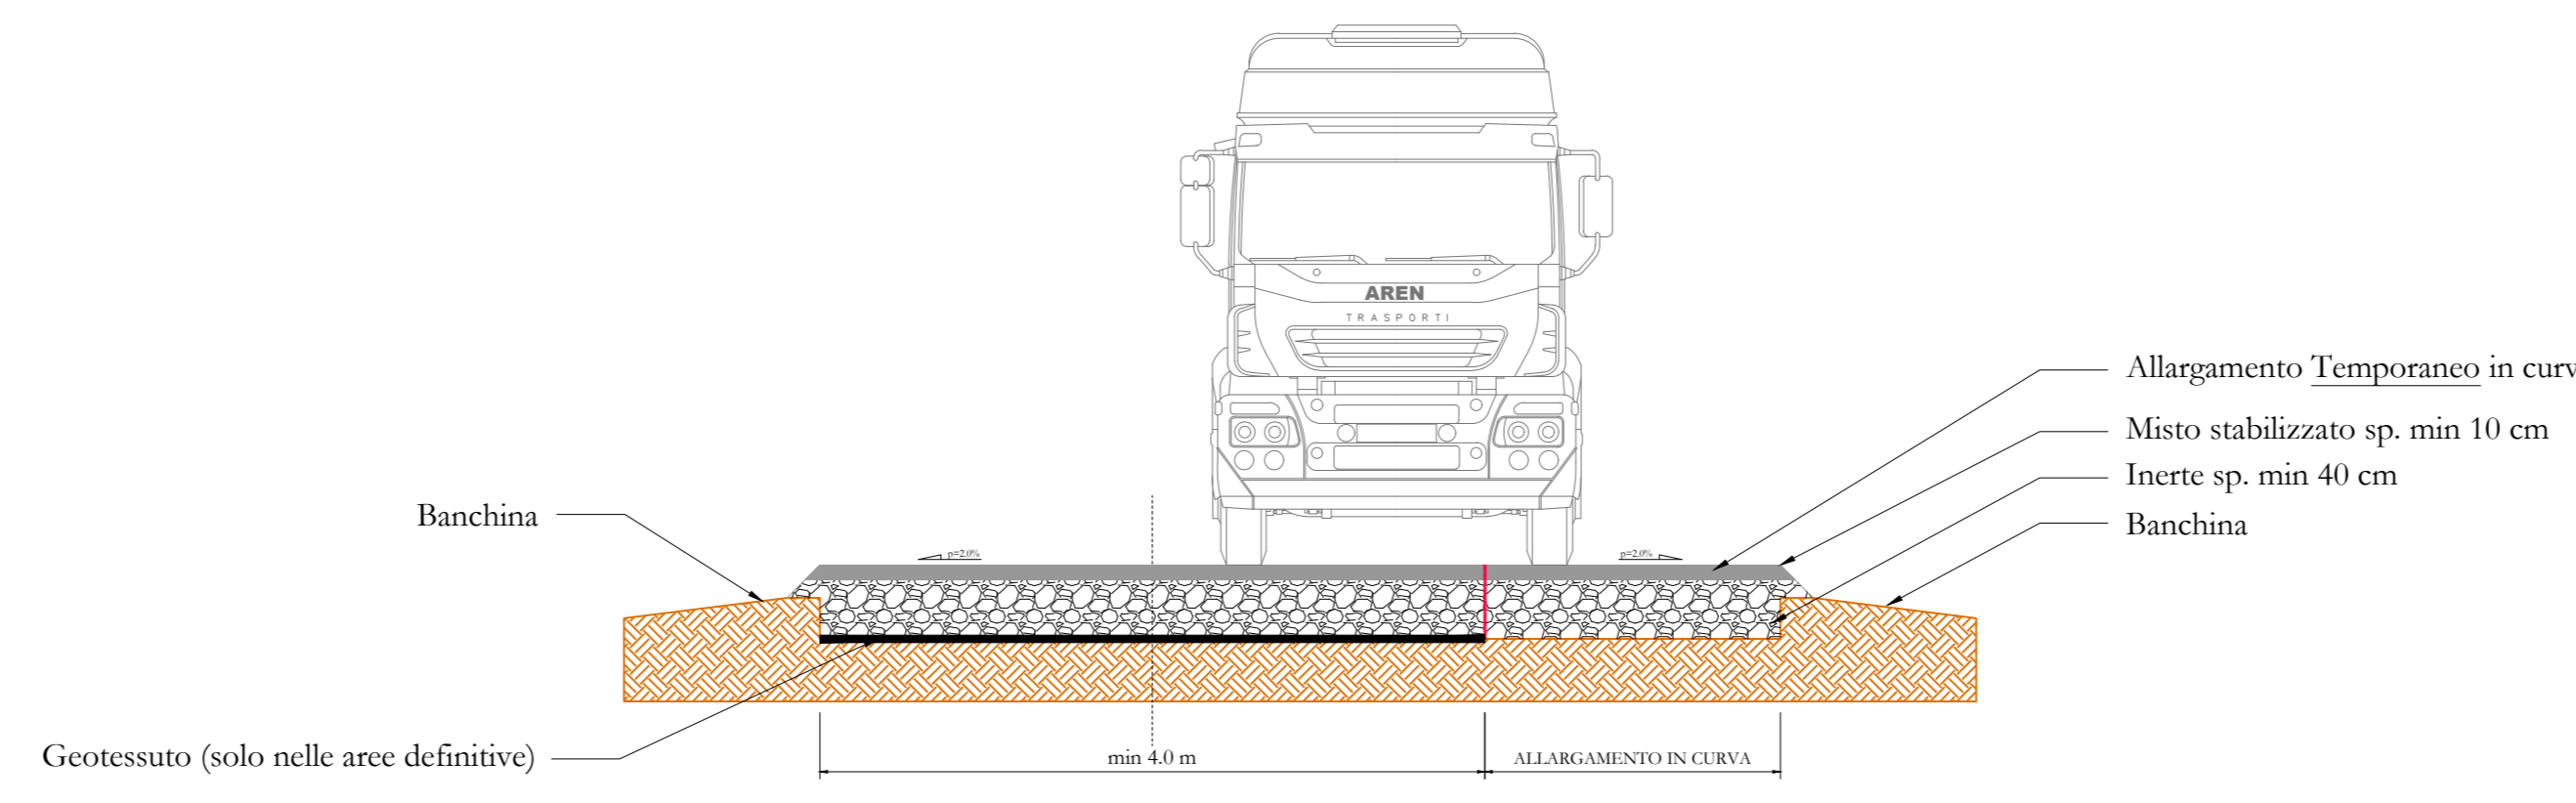 AREN
TRASPORTI
Allargamento Temporaneo in curv
Misto stabilizzato sp. min 10 cm
Inerte sp. min 40 cm
Banchina
Banchina
p=2.0%
p=2.0%
Geotessuto (solo nelle aree definitive)
min 4.0 m
ALLARGAMENTO IN CURVA